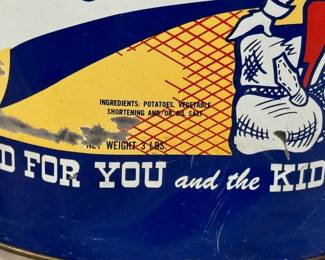 INGREDIENTS: POTATOES, VEGETABLE
SHORTENING AND/OR OIL SALT
NET WEIGHT 3 LBS.
D FOR YOU and the KID